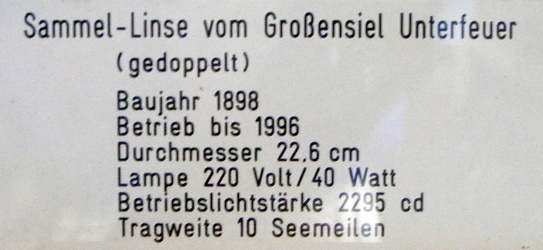 Sammel-Linse vom Großensiel Unterfeuer
(gedoppelt)
Baujahr 1898
Betrieb bis 1996
Durchmesser 22,6 cm
Lampe 220 Volt/40 Watt
Betriebslichtstärke 2295 cd
Tragweite 10 Seemeilen